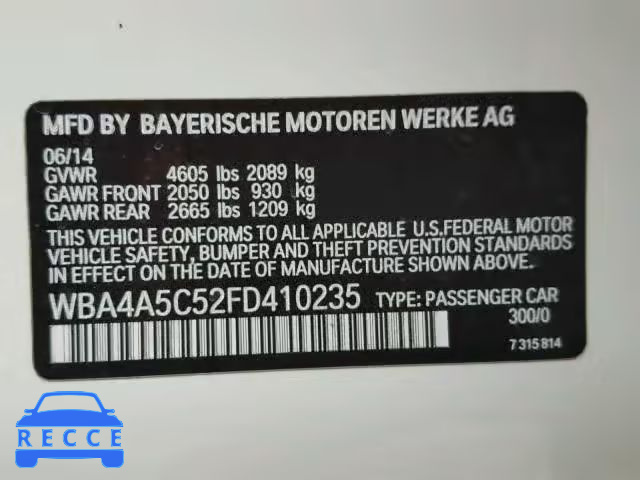 MFD BY BAYERISCHE MOTOREN WERKE AG
06/14
GVWR 4605 lbs 2089 kg
GAWR FRONT 2050 lbs 930 kg
GAWR REAR 2665 lbs 1209 kg
THIS VEHICLE CONFORMS TO ALL APPLICABLE U.S.FEDERAL MOTOR
VEHICLE SAFETY, BUMPER AND THEFT PREVENTION STANDARDS
IN EFFECT ON THE DATE OF MANUFACTURE SHOWN ABOVE.
WBA4A5C52FD410235 TYPE: PASSENGER CAR
300/0
7 315 814
RECCE